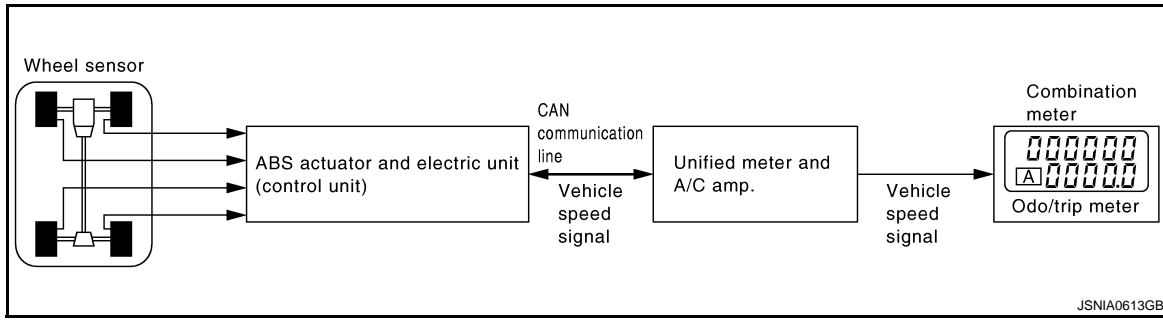 Wheel sensor
ABS actuator and electric unit
(control unit)
CAN
communication
line
Vehicle
speed
signal
Unified meter and
A/C amp.
Vehicle
speed
signal
Combination
meter
000000
A 0000.0
Odo/trip meter
JSNIA0613GB